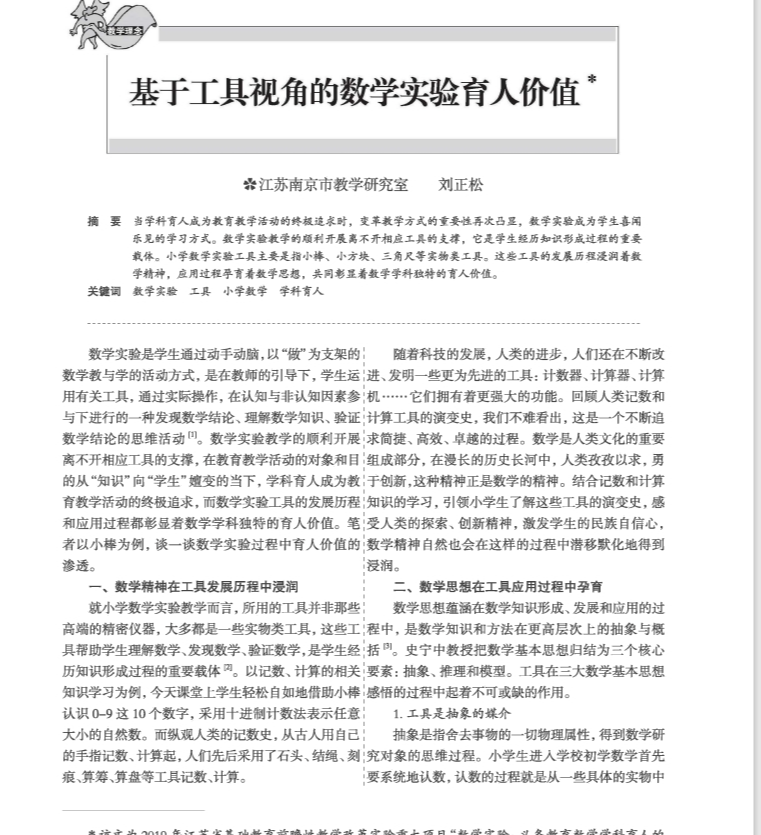 数学课堂
基于工具视角的数学实验育人价值*
✽江苏南京市教学研究室 刘正松
摘 要 当学科育人成为教育教学活动的终极追求时，变革教学方式的重要性再次凸显，数学实验成为学生喜闻
乐见的学习方式。数学实验教学的顺利开展离不开相应工具的支撑，它是学生经历知识形成过程的重要
载体。小学数学实验工具主要是指小棒、小方块、三角尺等实物类工具。这些工具的发展历程浸润着数
学精神，应用过程孕育着数学思想，共同彰显着数学学科独特的育人价值。
关键词 数学实验 工具 小学数学 学科育人
数学实验是学生通过动手动脑，以“做”为支架的
数学教与学的活动方式，是在教师的引导下，学生运
用有关工具，通过实际操作，在认知与非认知因素参
与下进行的一种发现数学结论、理解数学知识、验证
数学结论的思维活动[1]。数学实验教学的顺利开展
离不开相应工具的支撑，在教育教学活动的对象和目
的从“知识”向“学生”嬗变的当下，学科育人成为教
育教学活动的终极追求，而数学实验工具的发展历程
和应用过程都彰显着数学学科独特的育人价值。笔
者以小棒为例，谈一谈数学实验过程中育人价值的
渗透。
一、数学精神在工具发展历程中浸润
就小学数学实验教学而言，所用的工具并非那些
高端的精密仪器，大多都是一些实物类工具，这些工
具帮助学生理解数学、发现数学、验证数学，是学生经
历知识形成过程的重要载体[2]。以记数、计算的相关
知识学习为例，今天课堂上学生轻松自如地借助小棒
认识0–9这10个数字，采用十进制计数法表示任意
大小的自然数。而纵观人类的记数史，从古人用自己
的手指记数、计算起，人们先后采用了石头、结绳、刻
痕、算筹、算盘等工具记数、计算。
随着科技的发展，人类的进步，人们还在不断改
进、发明一些更为先进的工具：计数器、计算器、计算
机……它们拥有着更强大的功能。回顾人类记数和
计算工具的演变史，我们不难看出，这是一个不断追
求简捷、高效、卓越的过程。数学是人类文化的重要
组成部分，在漫长的历史长河中，人类孜孜以求，勇
于创新，这种精神正是数学的精神。结合记数和计算
知识的学习，引领小学生了解这些工具的演变史，感
受人类的探索、创新精神，激发学生的民族自信心，
数学精神自然也会在这样的过程中潜移默化地得到
浸润。
二、数学思想在工具应用过程中孕育
数学思想蕴涵在数学知识形成、发展和应用的过
程中，是数学知识和方法在更高层次上的抽象与概
括[3]。史宁中教授把数学基本思想归结为三个核心
要素：抽象、推理和模型。工具在三大数学基本思想
感悟的过程中起着不可或缺的作用。
1. 工具是抽象的媒介
抽象是指舍去事物的一切物理属性，得到数学研
究对象的思维过程。小学生进入学校初学数学首先
要系统地认数，认数的过程就是从一些具体的实物中